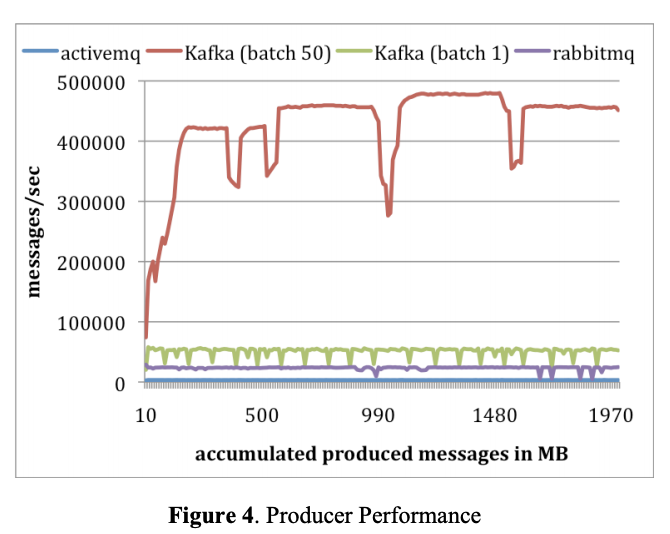 activemq Kafka (batch 50) Kafka (batch 1) rabbitmq
500000
400000
300000
200000
100000
0
messages/sec
10 500 990 1480 1970
accumulated produced messages in MB
Figure 4. Producer Performance